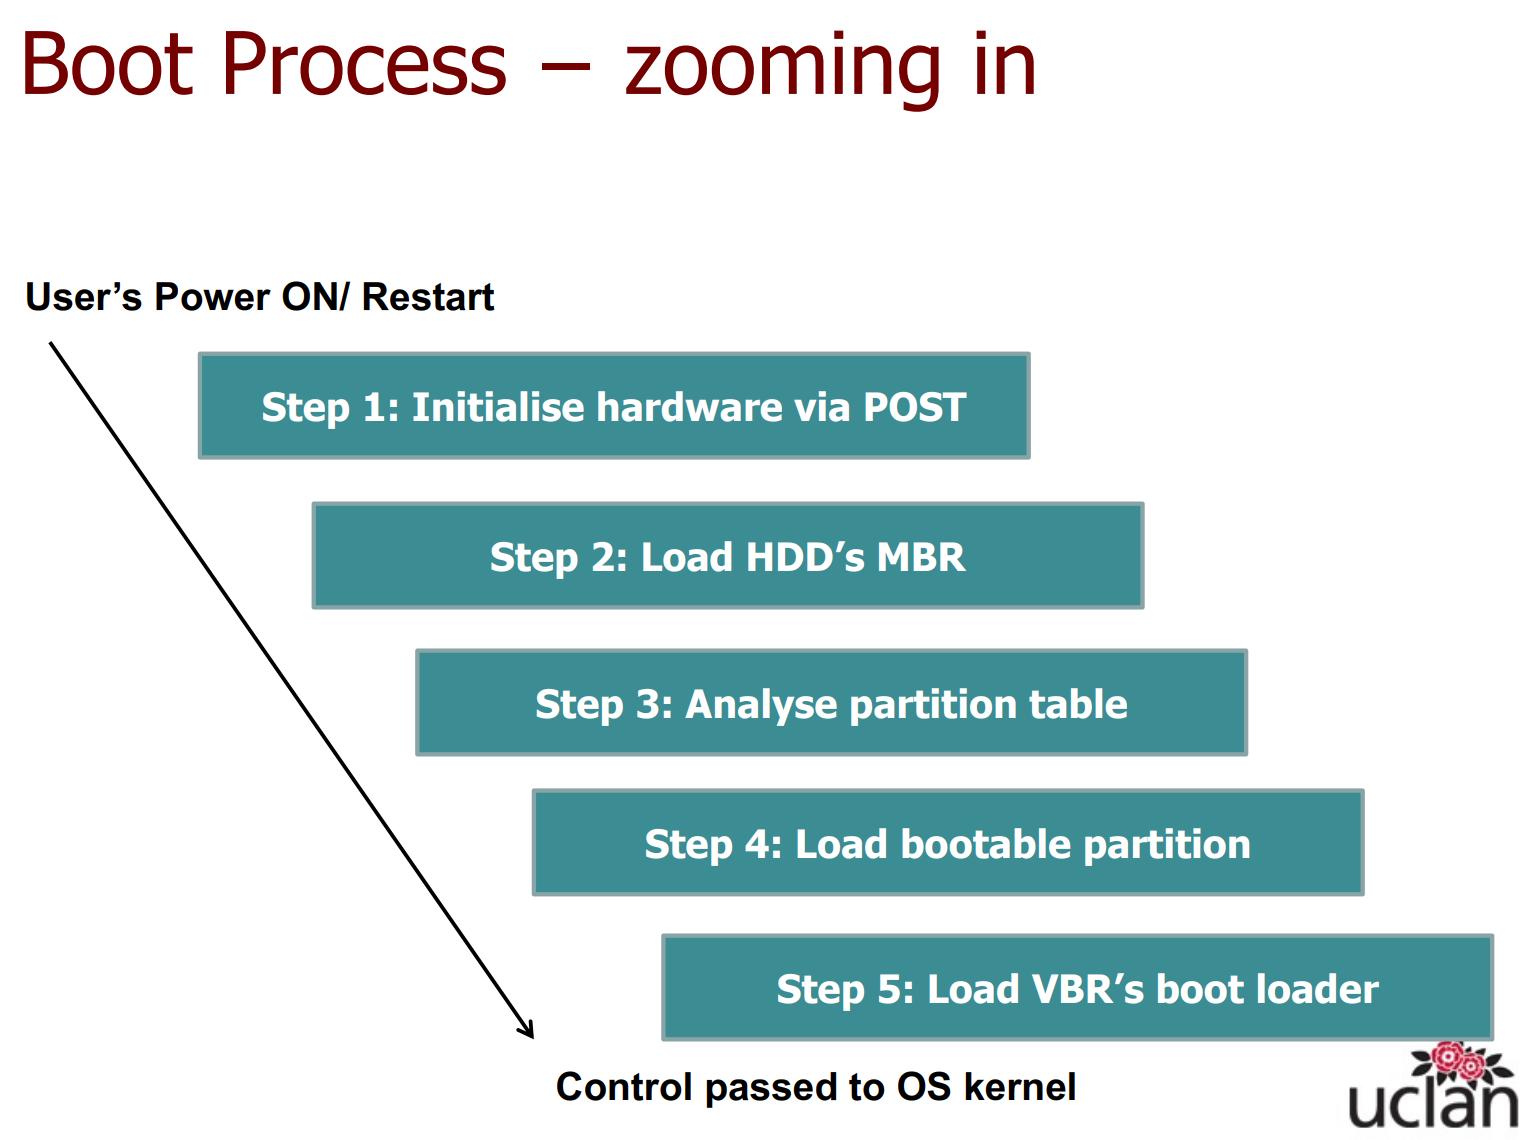 Boot Process – zooming in
User’s Power ON/ Restart
Step 1: Initialise hardware via POST
Step 2: Load HDD’s MBR
Step 3: Analyse partition table
Step 4: Load bootable partition
Step 5: Load VBR’s boot loader
Control passed to OS kernel
uclan